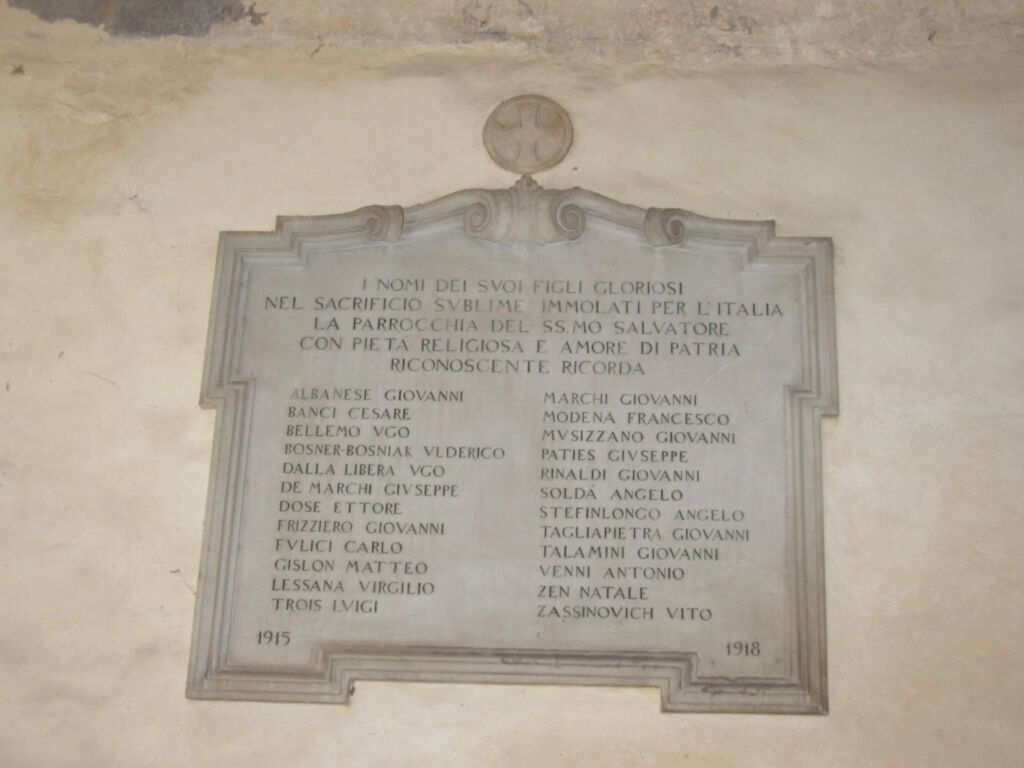 I NOMI DEI SVOI FIGLI GLORIOSI
NEL SACRIFICIO SVBLIME IMMOLATI PER L'ITALIA
LA PARROCCHIA DEL SS.MO SALVATORE
CON PIETÀ RELIGIOSA E AMORE DI PATRIA
RICONOSCENTE RICORDA
ALBANESE GIOVANNI
BANCI CESARE
BELLEMO VGO
BOSNER-BOSNIAK VLDERICO
DALLA LIBERA VGO
DE MARCHI GIVSEPPE
DOSE ETTORE
FRIZZIERO GIOVANNI
FVLICI CARLO
GISLON MATTEO
LESSANA VIRGILIO
TROIS LVIGI
MARCHI GIOVANNI
MODENA FRANCESCO
MVSIZZANO GIOVANNI
PATIES GIVSEPPE
RINALDI GIOVANNI
SOLDÀ ANGELO
STEFINLONGO ANGELO
TAGLIAPIETRA GIOVANNI
TALAMINI GIOVANNI
VENNI ANTONIO
ZEN NATALE
ZASSINOVICH VITO
1915
1918